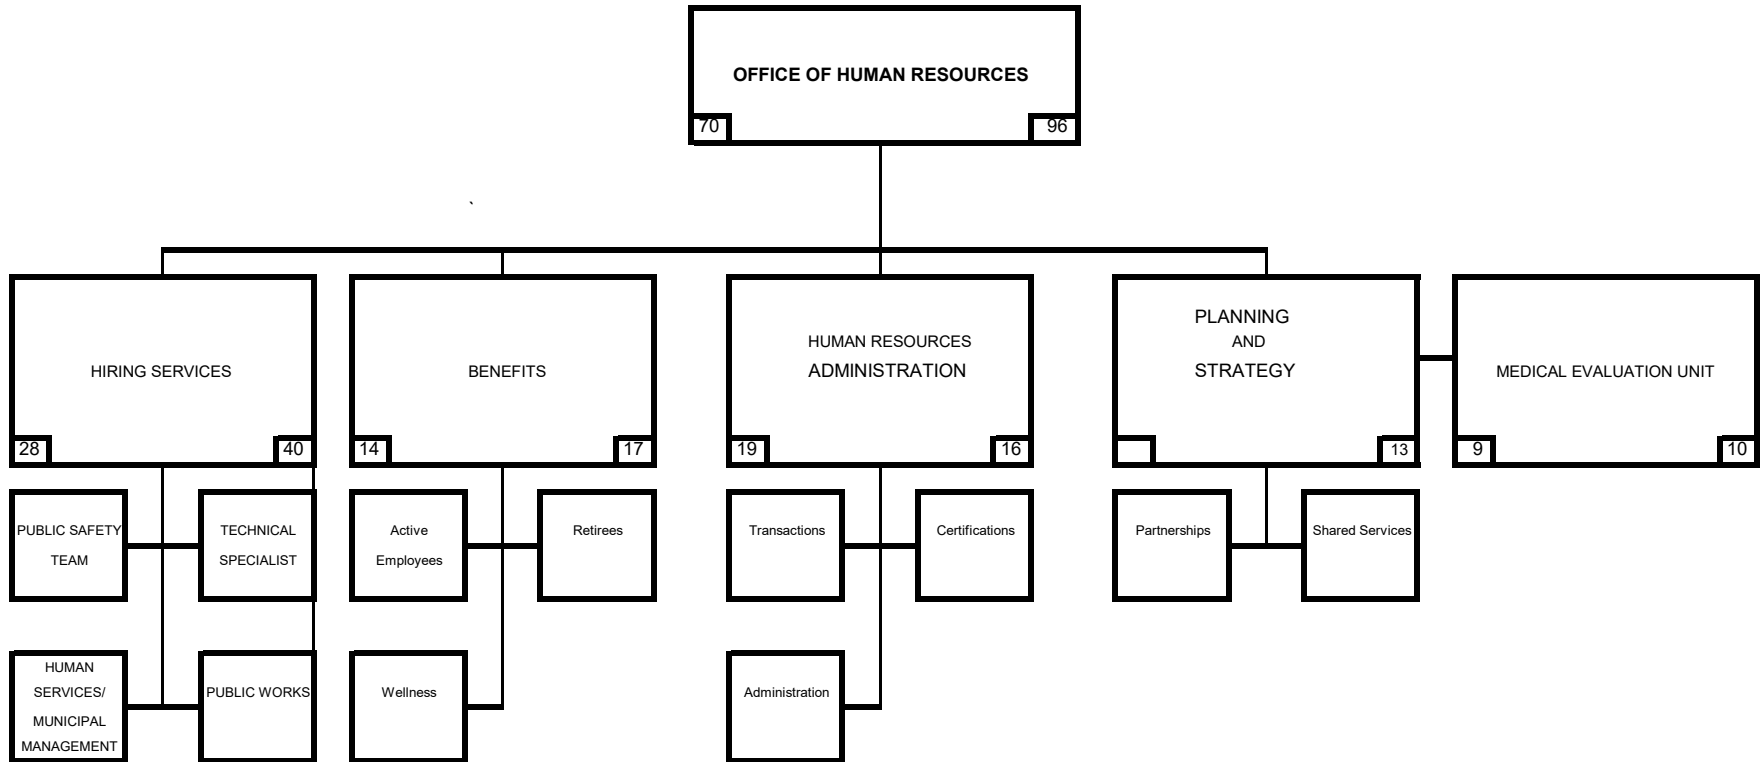 OFFICE OF HUMAN RESOURCES
70
96
`
HIRING SERVICES
28
40
BENEFITS
14
17
HUMAN RESOURCES
ADMINISTRATION
19
16
PLANNING
AND
STRATEGY
13
MEDICAL EVALUATION UNIT
9
10
PUBLIC SAFETY
TEAM
TECHNICAL
SPECIALIST
Active
Employees
Retirees
Transactions
Certifications
Partnerships
Shared Services
HUMAN
SERVICES/
MUNICIPAL
MANAGEMENT
PUBLIC WORKS
Wellness
Administration